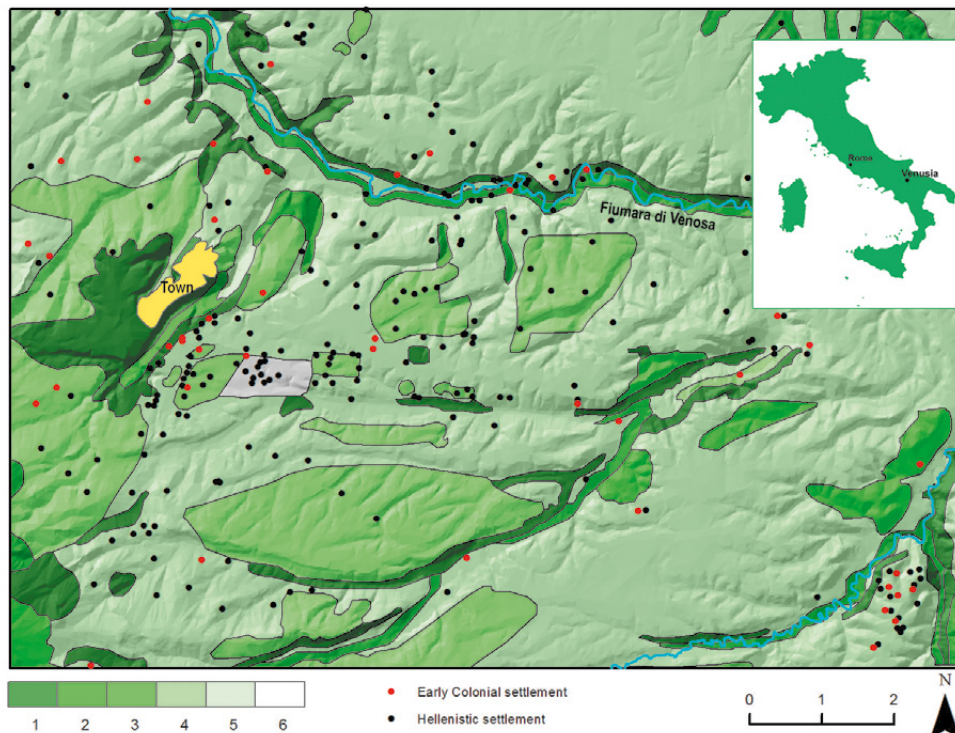 Rome
Venusia
Fiumara di Venosa
Town
1 2 3 4 5 6
Early Colonial settlement
Hellenistic settlement
0 1 2
N